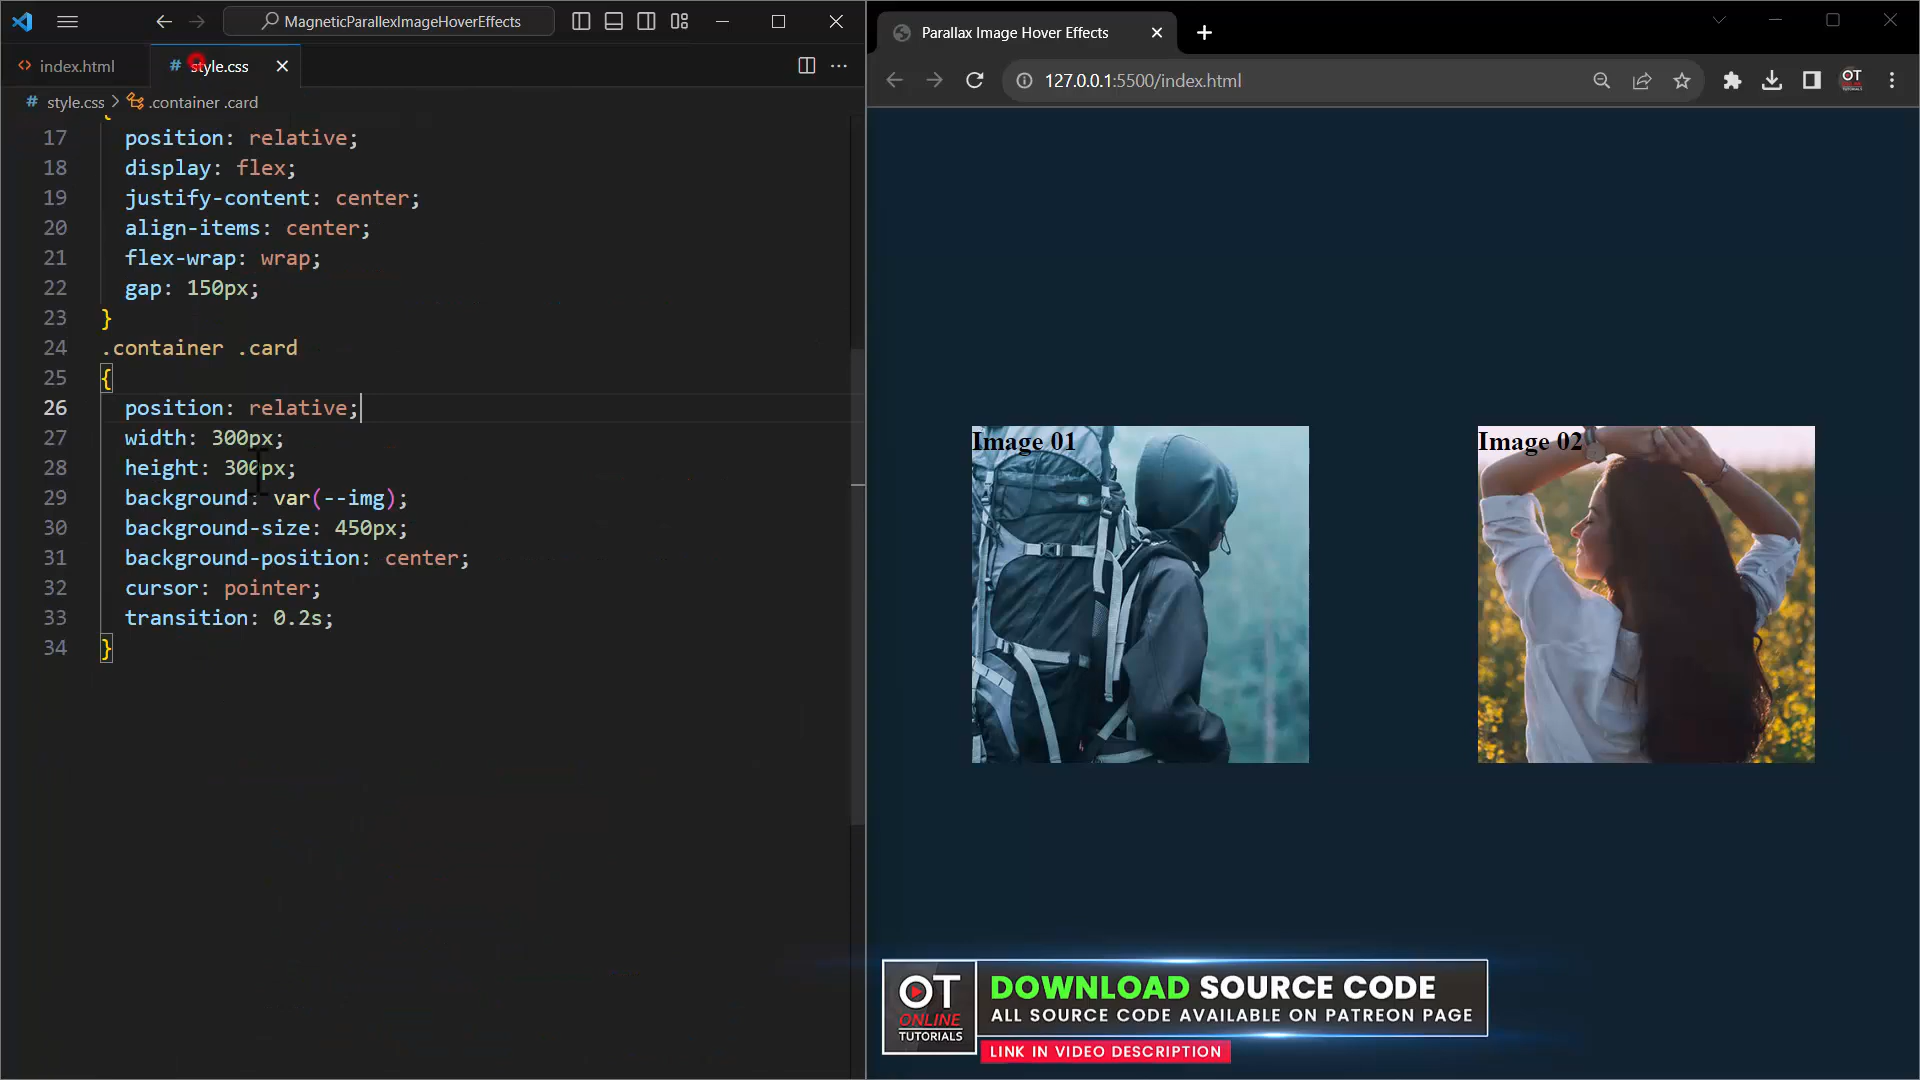 MagneticParallexImageHoverEffects
index.html
# style.css
# style.css > .container .card
17 position: relative;
18 display: flex;
19 justify-content: center;
20 align-items: center;
21 flex-wrap: wrap;
22 gap: 150px;
23 }
24 .container .card
25 {
26 position: relative;
27 width: 300px;
28 height: 300px;
29 background: var(--img);
30 background-size: 450px;
31 background-position: center;
32 cursor: pointer;
33 transition: 0.2s;
34 }
Parallax Image Hover Effects
127.0.0.1:5500/index.html
OT
Image 01
Image 02
OT
ONLINE
TUTORIALS
DOWNLOAD SOURCE CODE
ALL SOURCE CODE AVAILABLE ON PATREON PAGE
LINK IN VIDEO DESCRIPTION